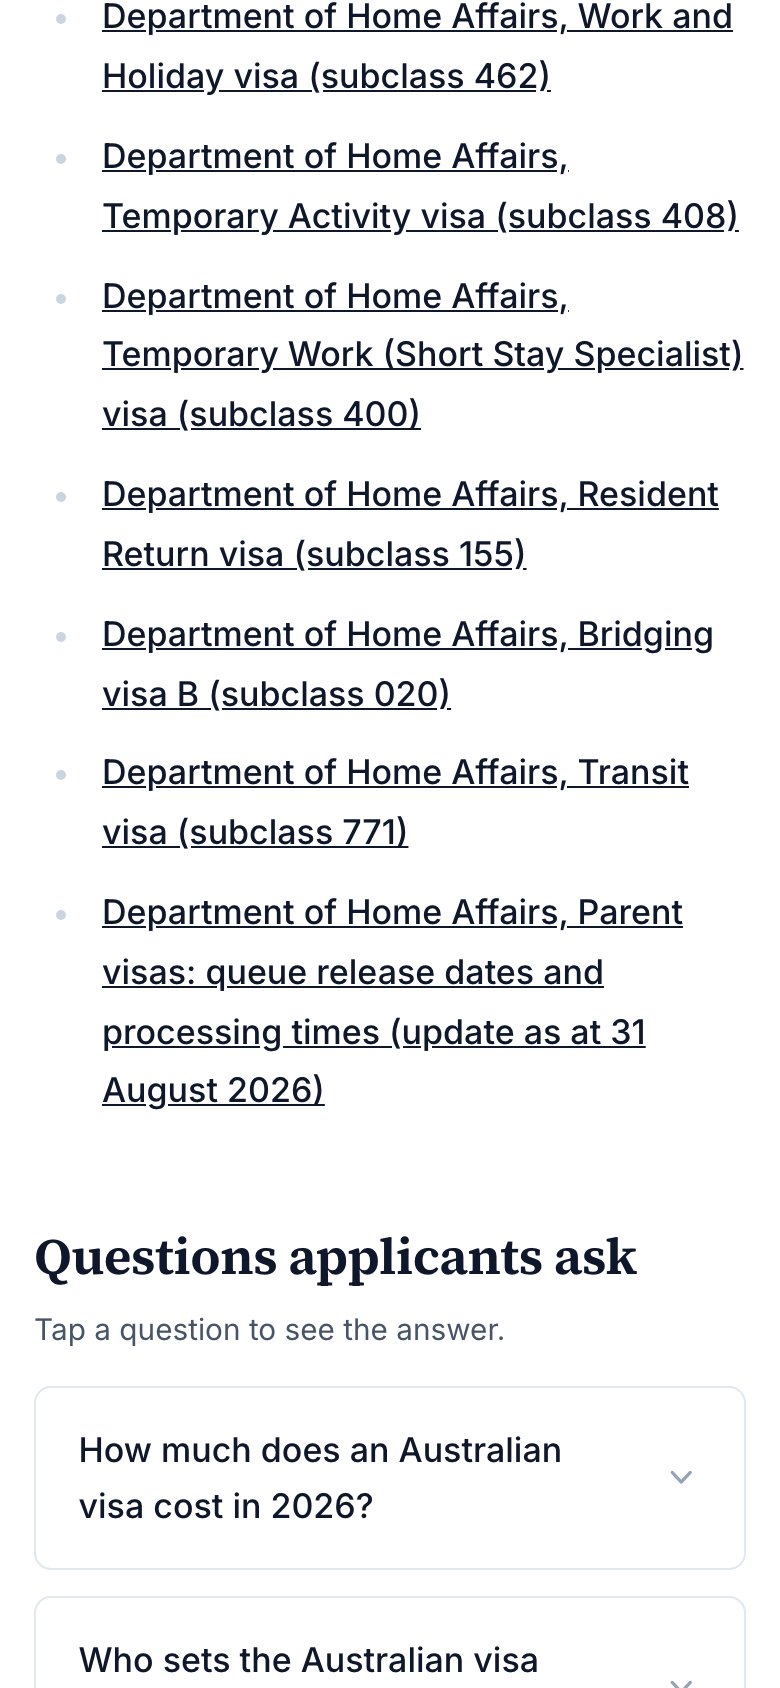 Department of Home Affairs, Work and
Holiday visa (subclass 462)
Department of Home Affairs,
Temporary Activity visa (subclass 408)
Department of Home Affairs,
Temporary Work (Short Stay Specialist)
visa (subclass 400)
Department of Home Affairs, Resident
Return visa (subclass 155)
Department of Home Affairs, Bridging
visa B (subclass 020)
Department of Home Affairs, Transit
visa (subclass 771)
Department of Home Affairs, Parent
visas: queue release dates and
processing times (update as at 31
August 2026)
Questions applicants ask
Tap a question to see the answer.
How much does an Australian
visa cost in 2026?
Who sets the Australian visa